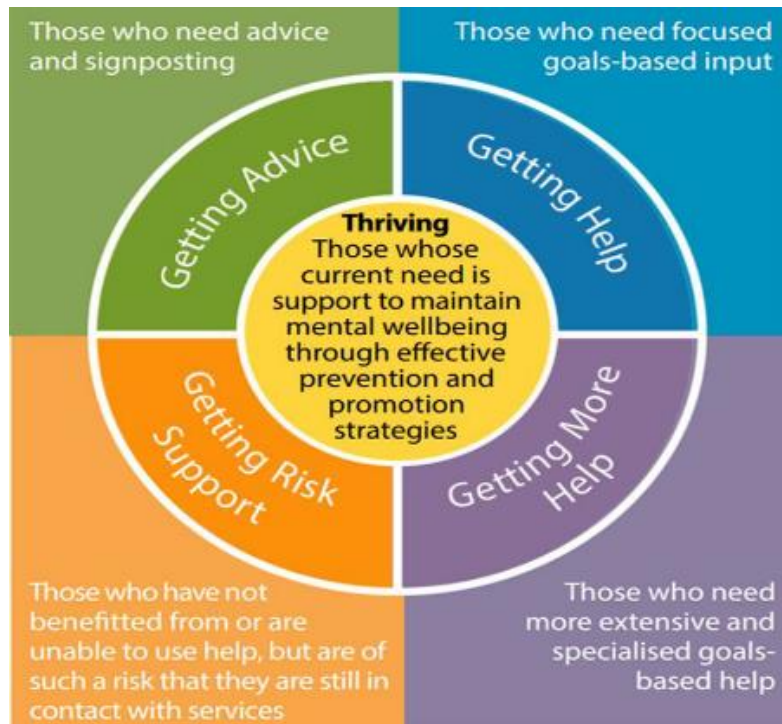 Those who need advice
and signposting
Those who need focused
goals-based input
Getting Advice
Getting Help
Thriving
Those whose
current need is
support to maintain
mental wellbeing
through effective
prevention and
promotion
strategies
Getting Risk
Support
Getting More
Help
Those who have not
benefitted from or are
unable to use help, but are of
such a risk that they are still in
contact with services
Those who need
more extensive and
specialised goals-
based help